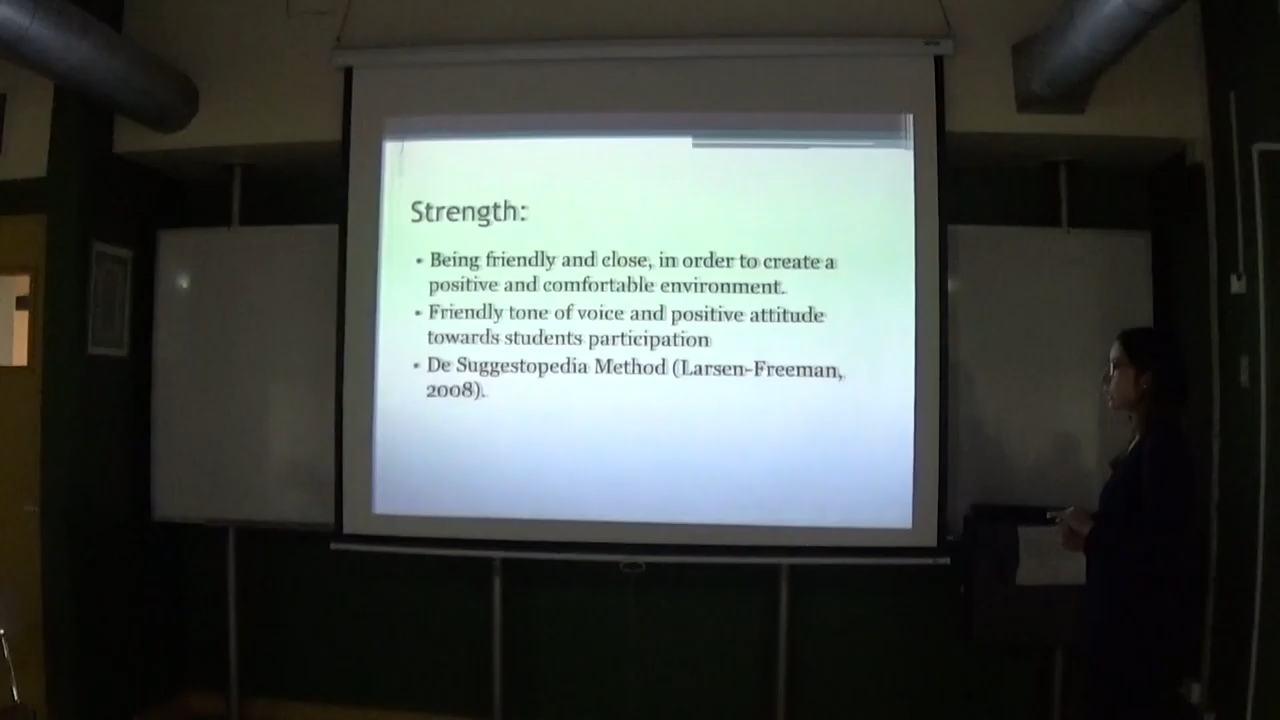 Strength:
• Being friendly and close, in order to create a
positive and comfortable environment.
• Friendly tone of voice and positive attitude
towards students participation
• De Suggestopedia Method (Larsen-Freeman,
2008).